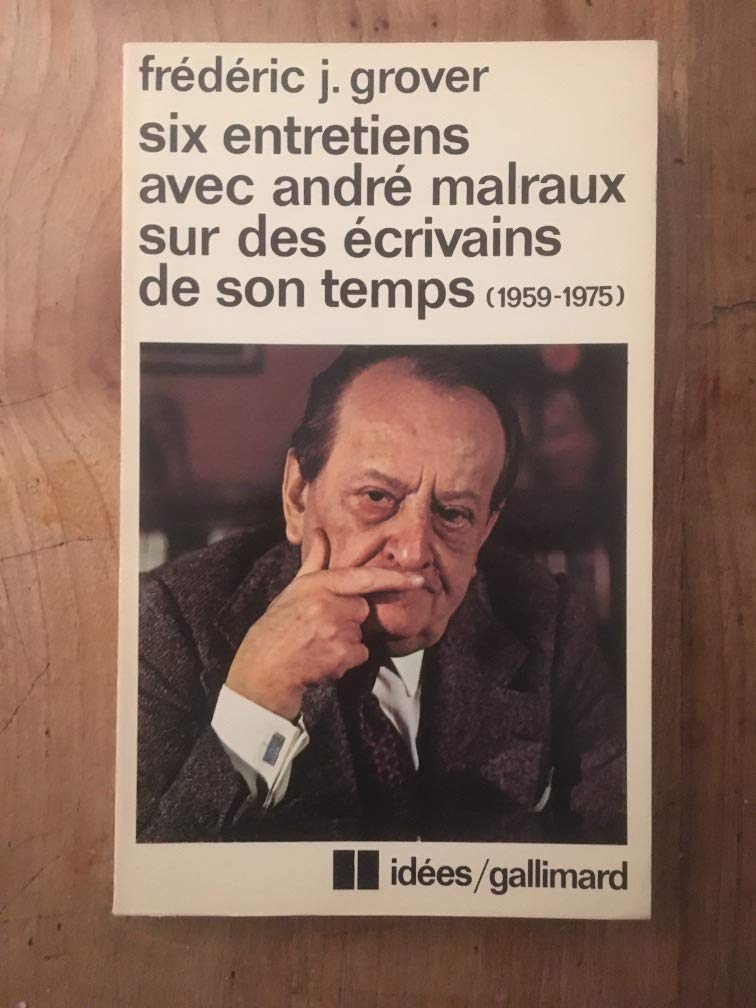 frédéric j. grover
six entretiens
avec andré malraux
sur des écrivains
de son temps (1959-1975)
idées/gallimard